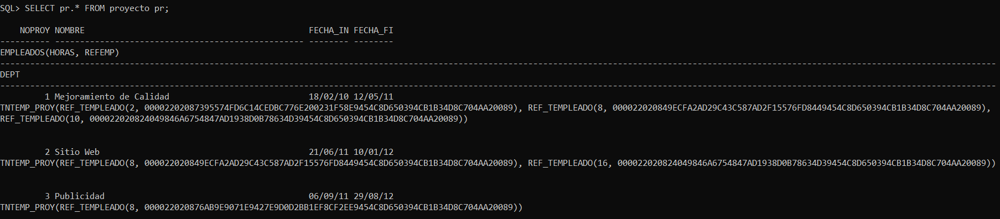 SQL> SELECT pr.* FROM proyecto pr;
NOPROY NOMBRE FECHA_IN FECHA_FI
---------- -------------------------------------------------- -------- --------
EMPLEADOS(HORAS, REFEMP)
--------------------------------------------------------------------------------------------------------------------------------------------------------------------------------------------------------
DEPT
--------------------------------------------------------------------------------------------------------------------------------------------------------------------------------------------------------
1 Mejoramiento de Calidad 18/02/10 12/05/11
TNTEMP_PROY(REF_TEMPLEADO(2, 00002202087395574FD6C14CEDBC776E200231F58E9454C8D650394CB1B34D8C704AA20089), REF_TEMPLEADO(8, 000022020849ECFA2AD29C43C587AD2F15576FD8449454C8D650394CB1B34D8C704AA20089),
REF_TEMPLEADO(10, 000022020824049846A6754847AD1938D0B78634D39454C8D650394CB1B34D8C704AA20089))
2 Sitio Web 21/06/11 10/01/12
TNTEMP_PROY(REF_TEMPLEADO(8, 000022020849ECFA2AD29C43C587AD2F15576FD8449454C8D650394CB1B34D8C704AA20089), REF_TEMPLEADO(16, 000022020824049846A6754847AD1938D0B78634D39454C8D650394CB1B34D8C704AA20089))
3 Publicidad 06/09/11 29/08/12
TNTEMP_PROY(REF_TEMPLEADO(8, 000022020876AB9E9071E9427E9D0D2BB1EF8CF2EE9454C8D650394CB1B34D8C704AA20089))